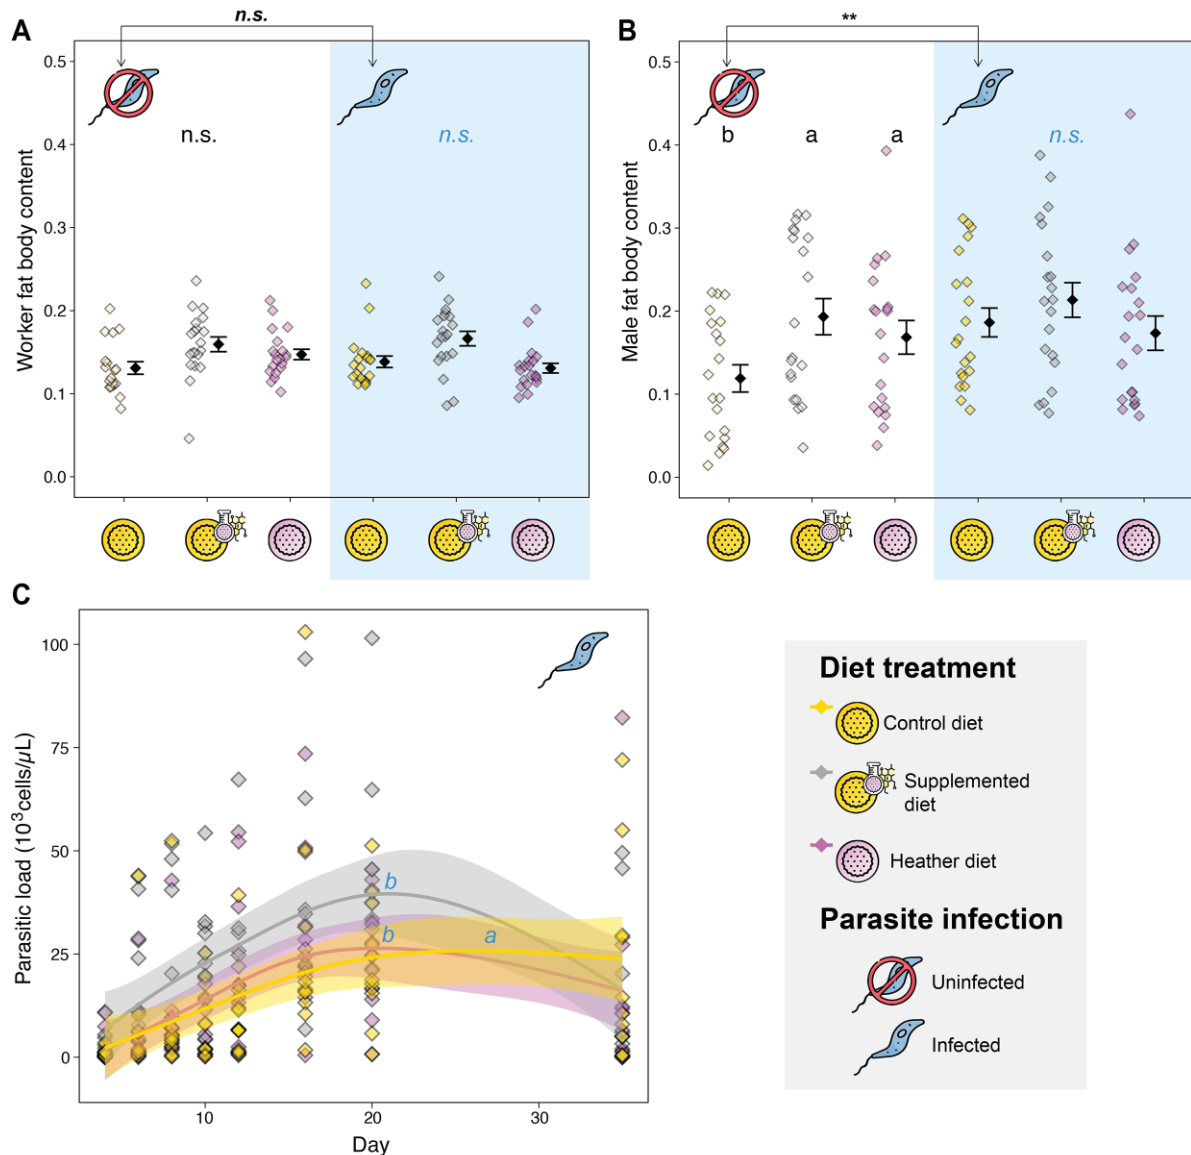 A
n.s.
0.5
0.4
0.3
0.2
0.1
0.0
Worker fat body content
n.s.
n.s.
B
**
0.5
0.4
0.3
0.2
0.1
0.0
Male fat body content
b
a
a
n.s.
C
100
75
50
25
0
Parasitic load (10³cells/µL)
b
b
a
10
20
30
Day
Diet treatment
Control diet
Supplemented
diet
Heather diet
Parasite infection
Uninfected
Infected